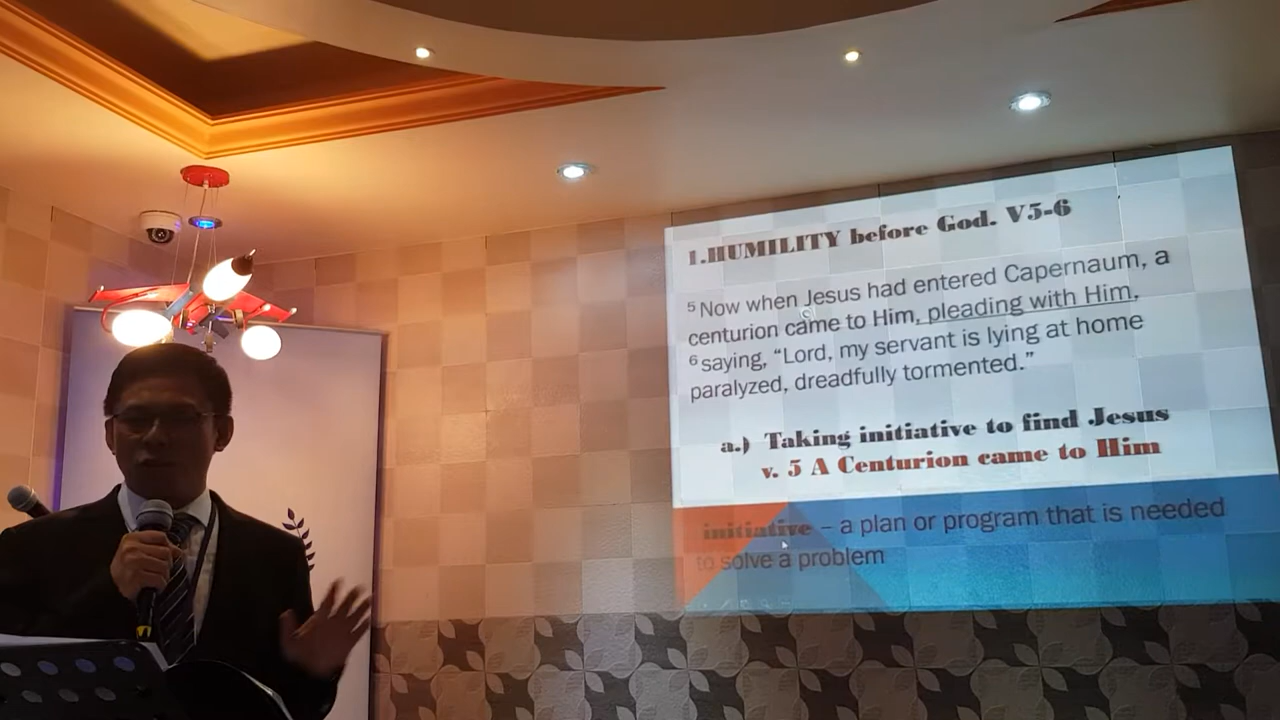 1.HUMILITY before God. V5-6
5 Now when Jesus had entered Capernaum, a
centurion came to Him, pleading with Him,
6 saying, “Lord, my servant is lying at home
paralyzed, dreadfully tormented.”
a.) Taking initiative to find Jesus
v. 5 A Centurion came to Him
initiative – a plan or program that is needed
to solve a problem